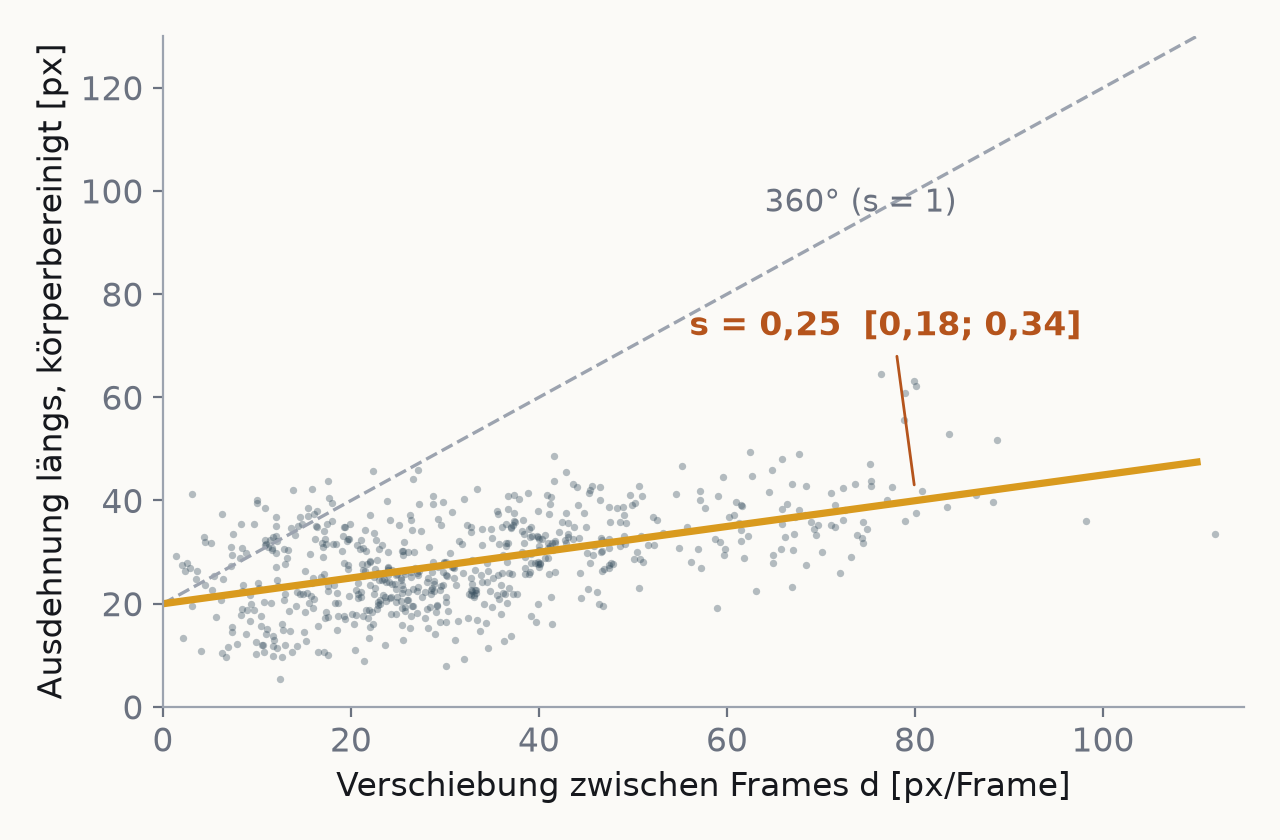 Ausdehnung längs, körperbereinigt [px]
120
100
80
60
40
20
0
360° (s = 1)
s = 0,25 [0,18; 0,34]
0 20 40 60 80 100
Verschiebung zwischen Frames d [px/Frame]